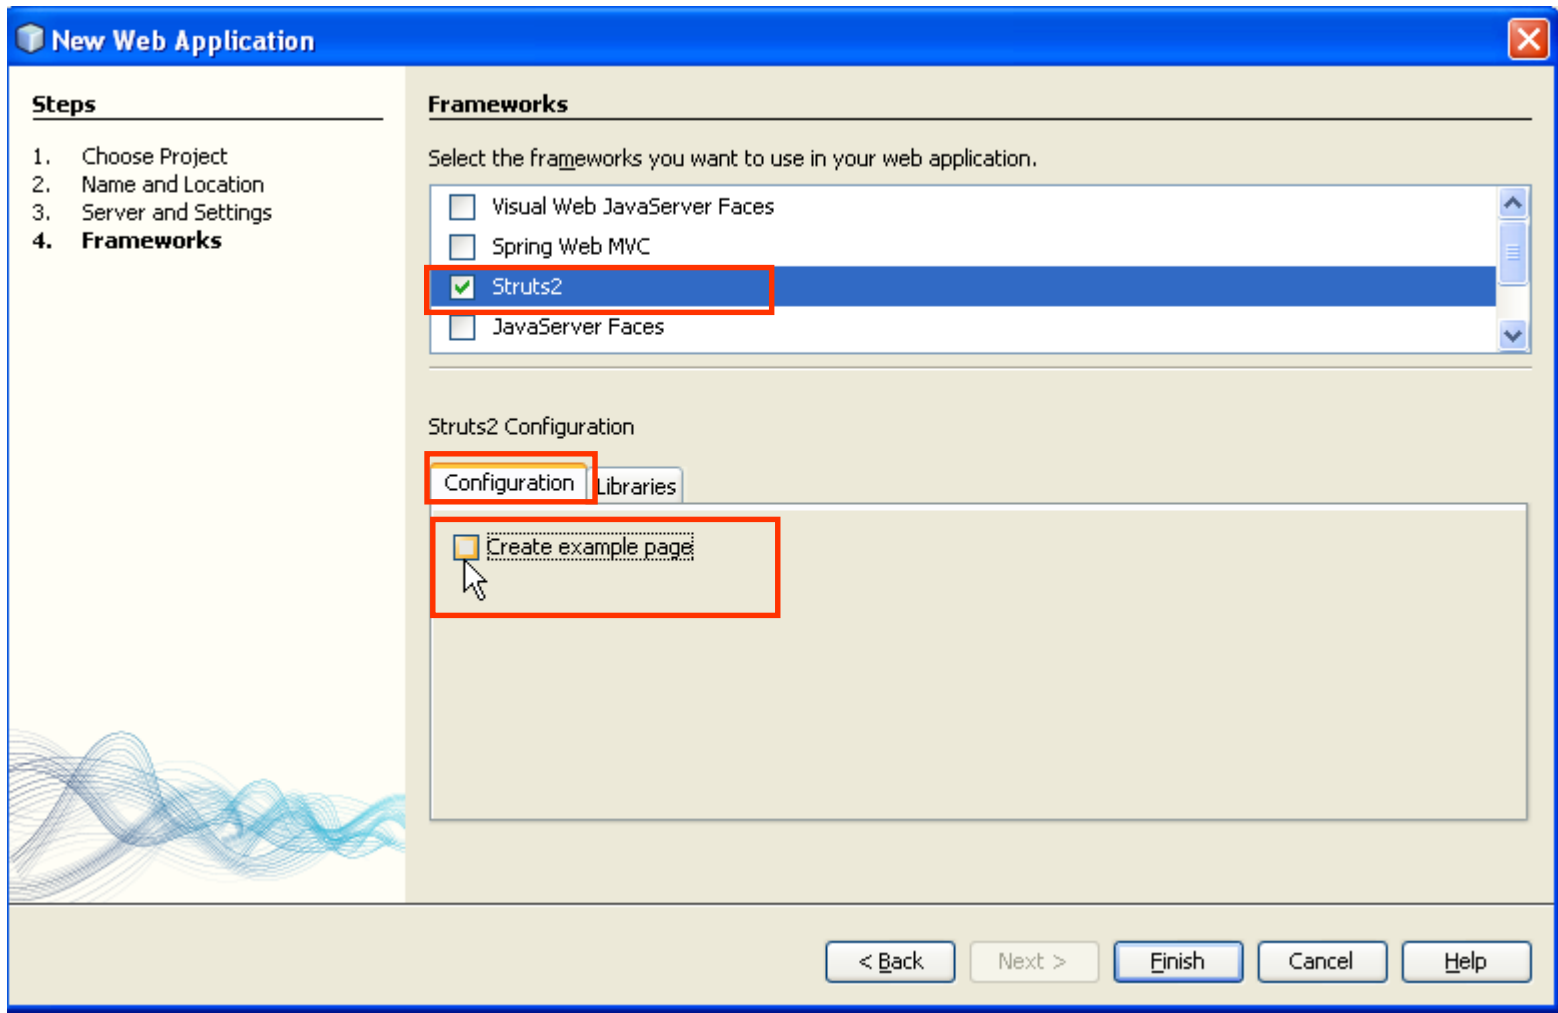 New Web Application
Steps
1. Choose Project
2. Name and Location
3. Server and Settings
4. Frameworks
Frameworks
Select the frameworks you want to use in your web application.
Visual Web JavaServer Faces
Spring Web MVC
Struts2
JavaServer Faces
Struts2 Configuration
Configuration Libraries
Create example page
< Back Next > Finish Cancel Help